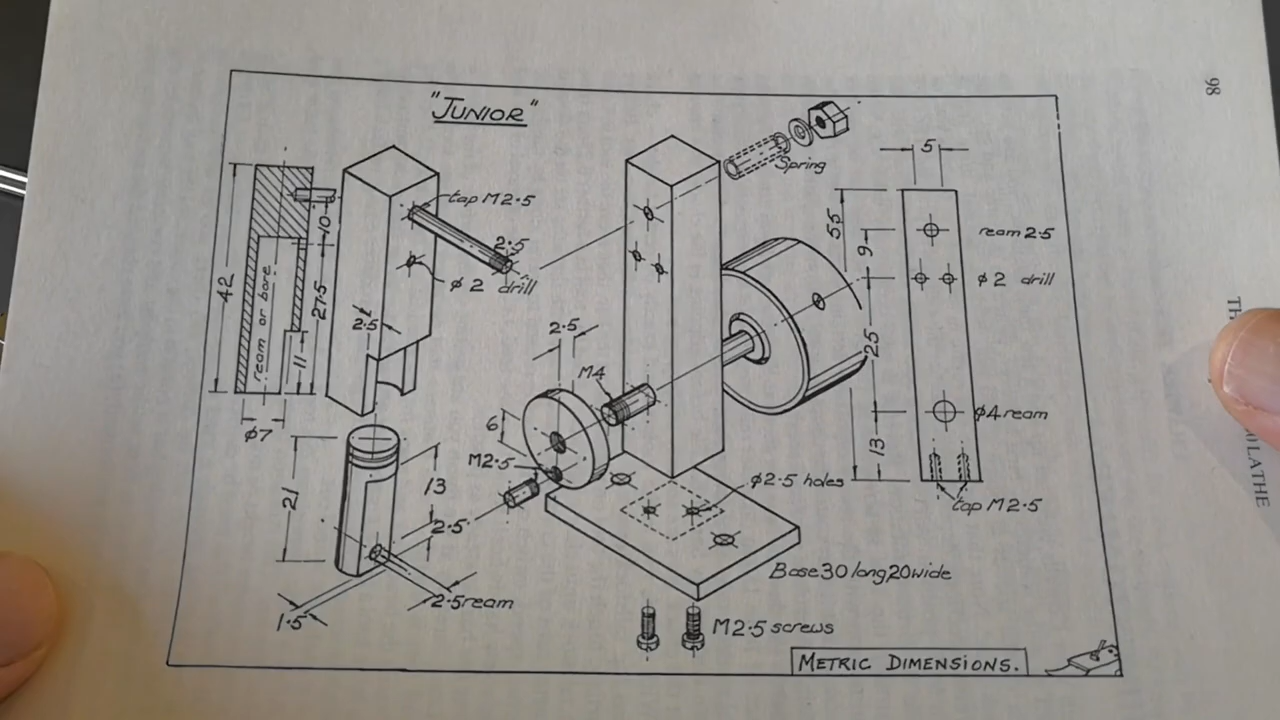 98
"JUNIOR"
Spring
5
tap M2.5
2.5
10
55
ream 2.5
9
φ2 drill
φ2 drill
42
ream or bore
27.5
2.5
11
2.5
25
M4
φ7
6
φ4 ream
M2.5
13
21
13
φ2.5 holes
tap M2.5
2.5
Base 30 long 20 wide
2.5 ream
1.5
M2.5 screws
METRIC DIMENSIONS.
LATHE